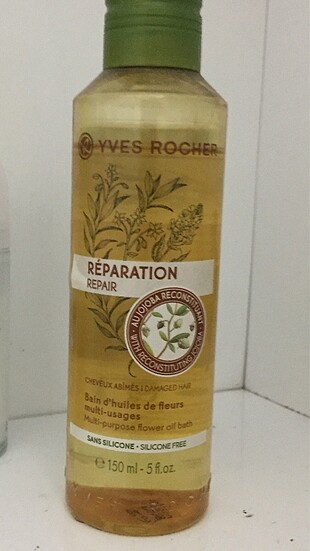 YVES ROCHER
RÉPARATION
REPAIR
AU JOJOBA RECONSTITUANT
WITH RECONSTITUTING JOJOBA
CHEVEUX ABÎMÉS / DAMAGED HAIR
Bain d'huiles de fleurs
multi-usages
Multi-purpose flower oil bath
SANS SILICONE - SILICONE FREE
℮ 150 ml - 5 fl.oz.